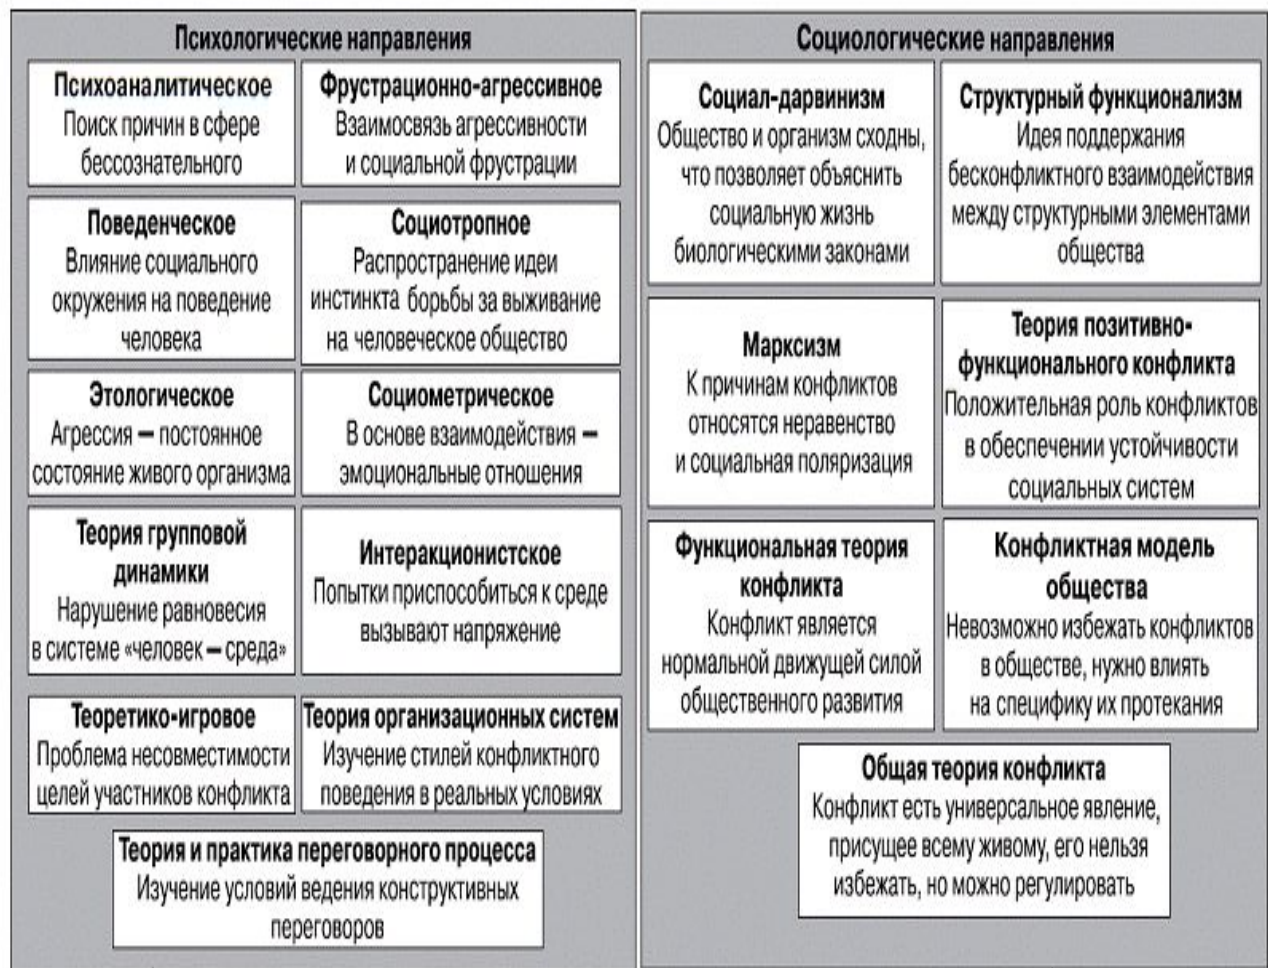 Психологические направления
Психоаналитическое
Поиск причин в сфере
бессознательного
Фрустрационно-агрессивное
Взаимосвязь агрессивности
и социальной фрустрации
Поведенческое
Влияние социального
окружения на поведение
человека
Социотропное
Распространение идеи
инстинкта борьбы за выживание
на человеческое общество
Этологическое
Агрессия — постоянное
состояние живого организма
Социометрическое
В основе взаимодействия —
эмоциональные отношения
Теория групповой
динамики
Нарушение равновесия
в системе «человек — среда»
Интеракционистское
Попытки приспособиться к среде
вызывают напряжение
Теоретико-игровое
Проблема несовместимости
целей участников конфликта
Теория организационных систем
Изучение стилей конфликтного
поведения в реальных условиях
Теория и практика переговорного процесса
Изучение условий ведения конструктивных
переговоров
Социологические направления
Социал-дарвинизм
Общество и организм сходны,
что позволяет объяснить
социальную жизнь
биологическими законами
Структурный функционализм
Идея поддержания
бесконфликтного взаимодействия
между структурными элементами
общества
Марксизм
К причинам конфликтов
относятся неравенство
и социальная поляризация
Теория позитивно-
функционального конфликта
Положительная роль конфликтов
в обеспечении устойчивости
социальных систем
Функциональная теория
конфликта
Конфликт является
нормальной движущей силой
общественного развития
Конфликтная модель
общества
Невозможно избежать конфликтов
в обществе, нужно влиять
на специфику их протекания
Общая теория конфликта
Конфликт есть универсальное явление,
присущее всему живому, его нельзя
избежать, но можно регулировать